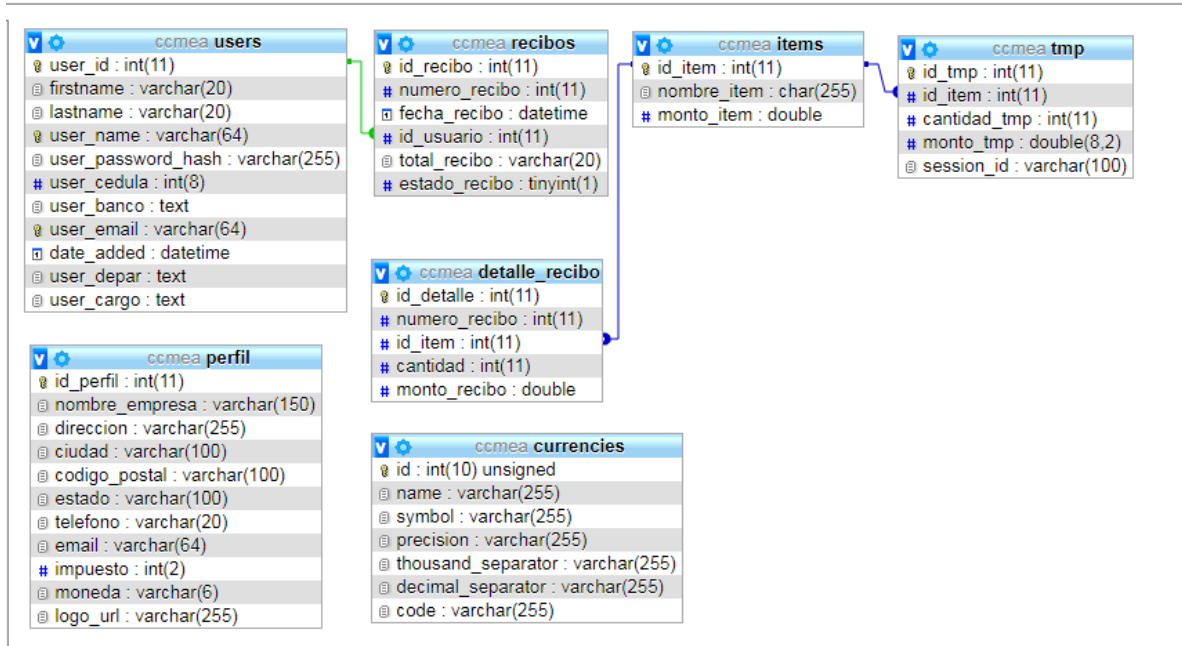 ccmea users
user_id : int(11)
firstname : varchar(20)
lastname : varchar(20)
user_name : varchar(64)
user_password_hash : varchar(255)
# user_cedula : int(8)
user_banco : text
user_email : varchar(64)
date_added : datetime
user_depar : text
user_cargo : text
ccmea recibos
id_recibo : int(11)
# numero_recibo : int(11)
fecha_recibo : datetime
# id_usuario : int(11)
total_recibo : varchar(20)
# estado_recibo : tinyint(1)
ccmea items
id_item : int(11)
nombre_item : char(255)
# monto_item : double
ccmea tmp
id_tmp : int(11)
# id_item : int(11)
# cantidad_tmp : int(11)
# monto_tmp : double(8,2)
session_id : varchar(100)
ccmea detalle_recibo
id_detalle : int(11)
# numero_recibo : int(11)
# id_item : int(11)
# cantidad : int(11)
# monto_recibo : double
ccmea perfil
id_perfil : int(11)
nombre_empresa : varchar(150)
direccion : varchar(255)
ciudad : varchar(100)
codigo_postal : varchar(100)
estado : varchar(100)
telefono : varchar(20)
email : varchar(64)
# impuesto : int(2)
moneda : varchar(6)
logo_url : varchar(255)
ccmea currencies
id : int(10) unsigned
name : varchar(255)
symbol : varchar(255)
precision : varchar(255)
thousand_separator : varchar(255)
decimal_separator : varchar(255)
code : varchar(255)